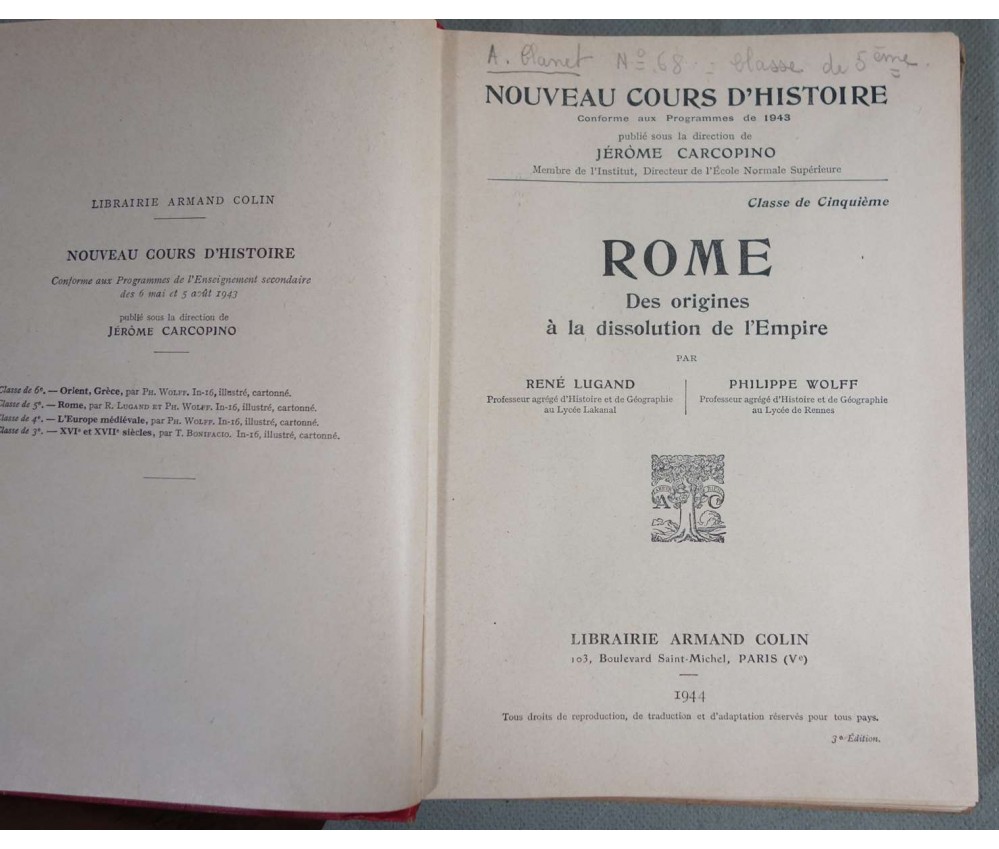 LIBRAIRIE ARMAND COLIN
NOUVEAU COURS D'HISTOIRE
Conforme aux Programmes de l'Enseignement secondaire
des 6 mai et 5 août 1943
publié sous la direction de
JÉRÔME CARCOPINO
Classe de 6e. — Orient, Grèce, par PH. WOLFF. In-16, illustré, cartonné.
Classe de 5e. — Rome, par R. LUGAND ET PH. WOLFF. In-16, illustré, cartonné.
Classe de 4e. — L'Europe médiévale, par PH. WOLFF. In-16, illustré, cartonné.
Classe de 3e. — XVIe et XVIIe siècles, par T. BONIFACIO. In-16, illustré, cartonné.
A. Blanet No 68 - Classe de 5ème.
NOUVEAU COURS D'HISTOIRE
Conforme aux Programmes de 1943
publié sous la direction de
JÉRÔME CARCOPINO
Membre de l'Institut, Directeur de l'École Normale Supérieure
Classe de Cinquième
ROME
Des origines
à la dissolution de l'Empire
PAR
RENÉ LUGAND
Professeur agrégé d'Histoire et de Géographie
au Lycée Lakanal
PHILIPPE WOLFF
Professeur agrégé d'Histoire et de Géographie
au Lycée de Rennes
A C
LIBRAIRIE ARMAND COLIN
103, Boulevard Saint-Michel, PARIS (Ve)
1944
Tous droits de reproduction, de traduction et d'adaptation réservés pour tous pays.
3e Édition.